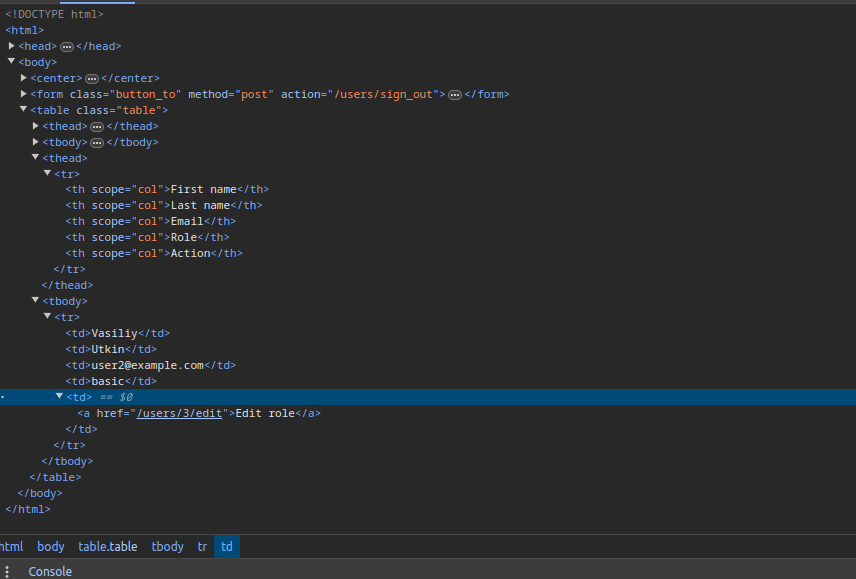 <!DOCTYPE html>
<html>
<head> ⋯ </head>
<body>
<center> ⋯ </center>
<form class="button_to" method="post" action="/users/sign_out"> ⋯ </form>
<table class="table">
<thead> ⋯ </thead>
<tbody> ⋯ </tbody>
<thead>
<tr>
<th scope="col">First name</th>
<th scope="col">Last name</th>
<th scope="col">Email</th>
<th scope="col">Role</th>
<th scope="col">Action</th>
</tr>
</thead>
<tbody>
<tr>
<td>Vasiliy</td>
<td>Utkin</td>
<td>user2@example.com</td>
<td>basic</td>
<td> == $0
<a href="/users/3/edit">Edit role</a>
</td>
</tr>
</tbody>
</table>
</body>
</html>
html body table.table tbody tr td
Console